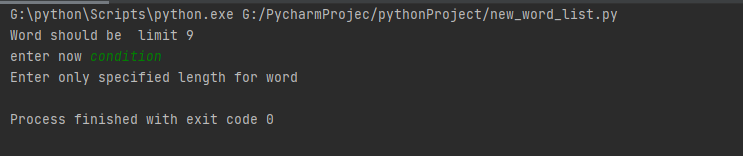 G:\python\Scripts\python.exe G:/PycharmProjec/pythonProject/new_word_list.py
Word should be  limit 9
enter now condition
Enter only specified length for word
Process finished with exit code 0